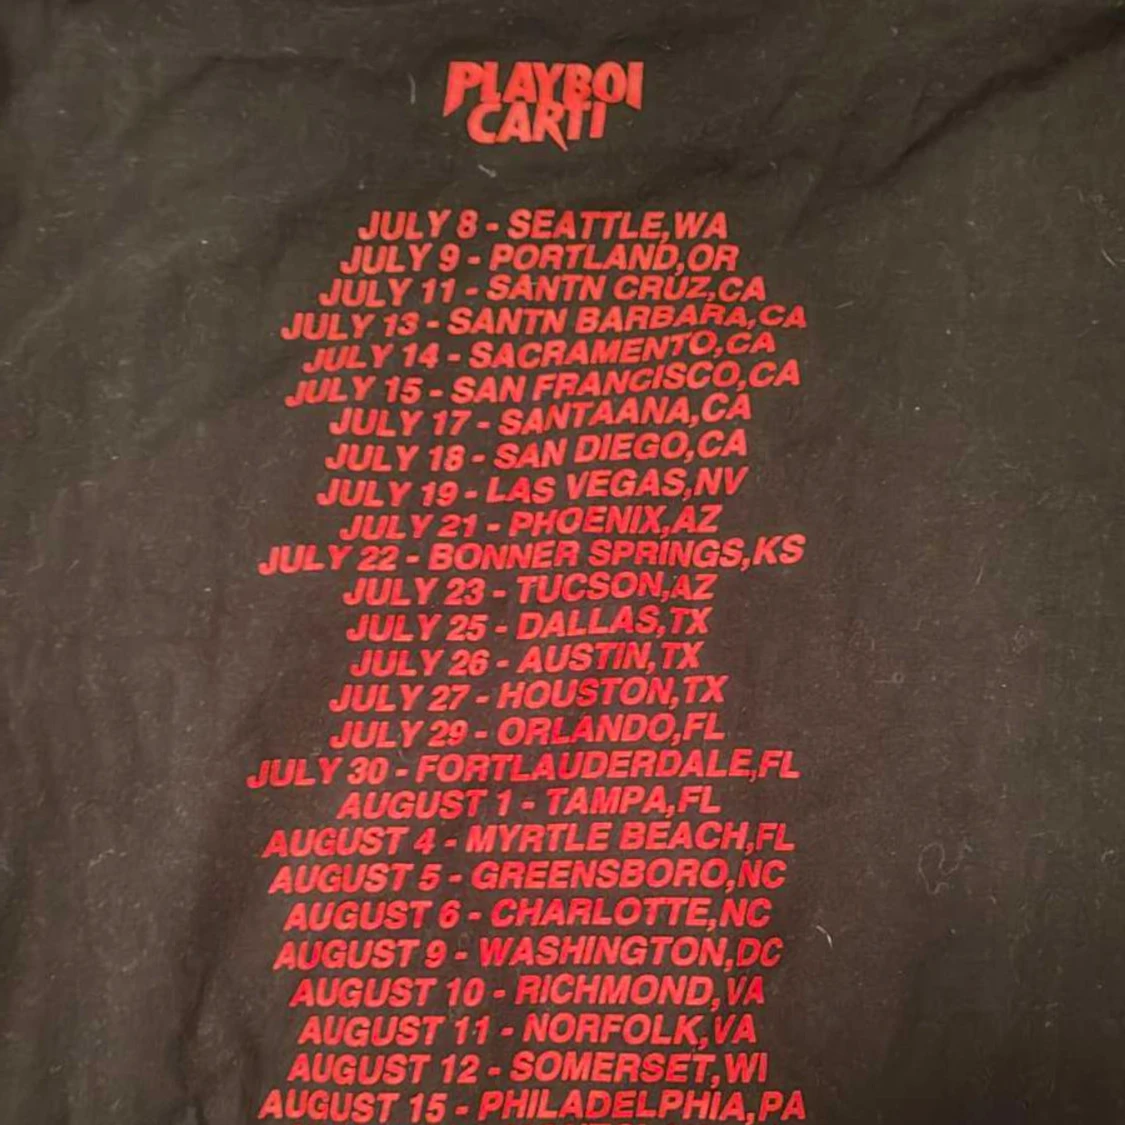 PLAYBOI
CARTI
JULY 8 - SEATTLE,WA
JULY 9 - PORTLAND,OR
JULY 11 - SANTN CRUZ,CA
JULY 13 - SANTN BARBARA,CA
JULY 14 - SACRAMENTO,CA
JULY 15 - SAN FRANCISCO,CA
JULY 17 - SANTAANA,CA
JULY 18 - SAN DIEGO,CA
JULY 19 - LAS VEGAS,NV
JULY 21 - PHOENIX,AZ
JULY 22 - BONNER SPRINGS,KS
JULY 23 - TUCSON,AZ
JULY 25 - DALLAS,TX
JULY 26 - AUSTIN,TX
JULY 27 - HOUSTON,TX
JULY 29 - ORLANDO,FL
JULY 30 - FORTLAUDERDALE,FL
AUGUST 1 - TAMPA,FL
AUGUST 4 - MYRTLE BEACH,FL
AUGUST 5 - GREENSBORO,NC
AUGUST 6 - CHARLOTTE,NC
AUGUST 9 - WASHINGTON,DC
AUGUST 10 - RICHMOND,VA
AUGUST 11 - NORFOLK,VA
AUGUST 12 - SOMERSET,WI
AUGUST 15 - PHILADELPHIA,PA